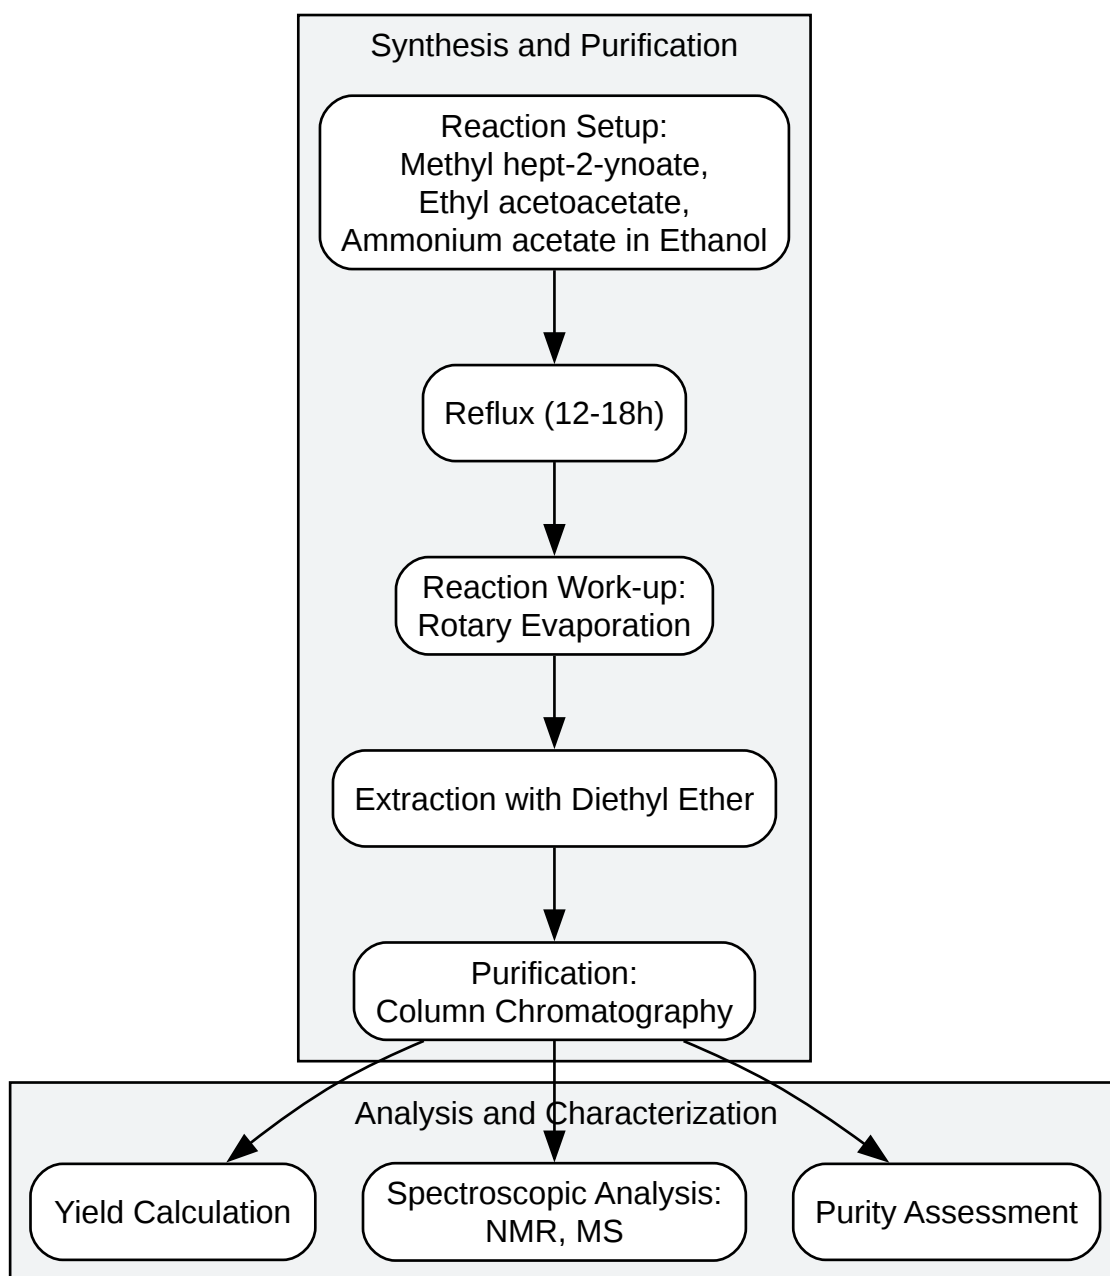 Synthesis and Purification
Reaction Setup:
Methyl hept-2-ynoate,
Ethyl acetoacetate,
Ammonium acetate in Ethanol
Reflux (12-18h)
Reaction Work-up:
Rotary Evaporation
Extraction with Diethyl Ether
Purification:
Column Chromatography
Analysis and Characterization
Yield Calculation
Spectroscopic Analysis:
NMR, MS
Purity Assessment